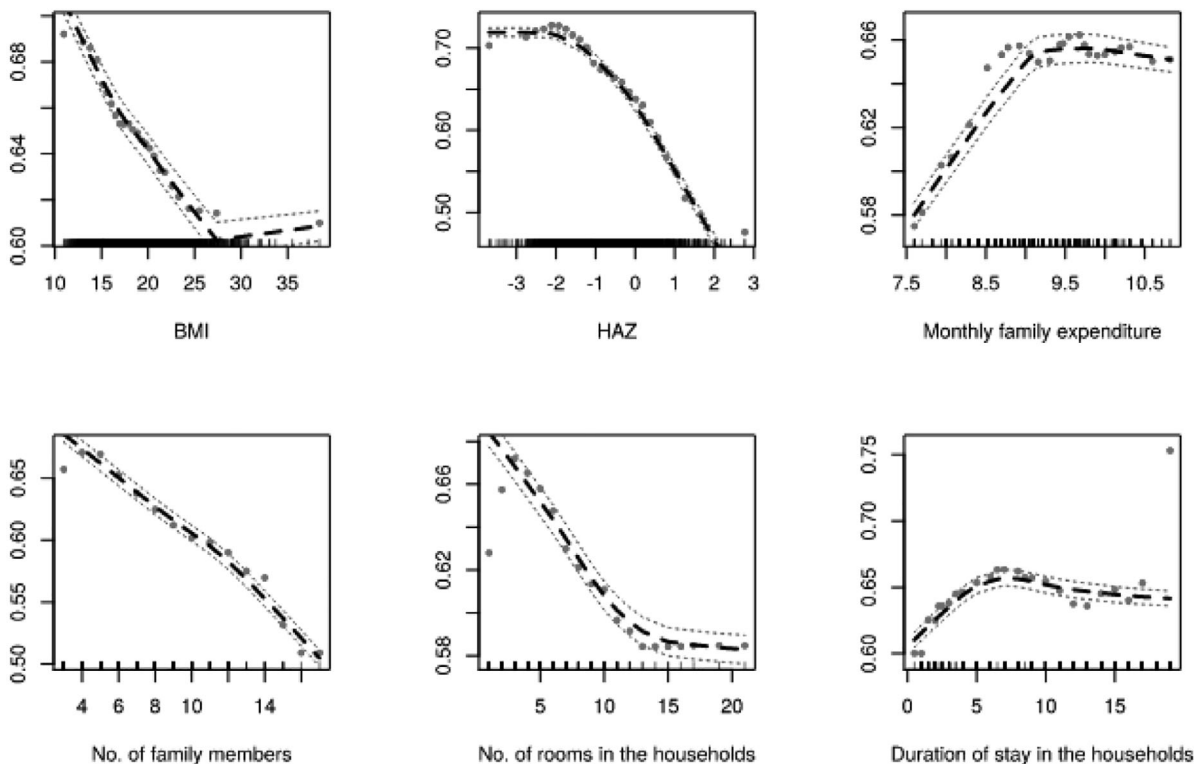 0.68
0.60
10 15 20 25 30 35
BMI
0.70
0.60
0.50
-3 -2 -1 0 1 2 3
HAZ
0.66
0.62
0.58
7.5 8.5 9.5 10.5
Monthly family expenditure
0.65
0.60
0.55
0.50
4 6 8 10 14
No. of family members
0.66
0.62
0.58
5 10 15 20
No. of rooms in the households
0.75
0.70
0.65
0.60
0 5 10 15
Duration of stay in the households